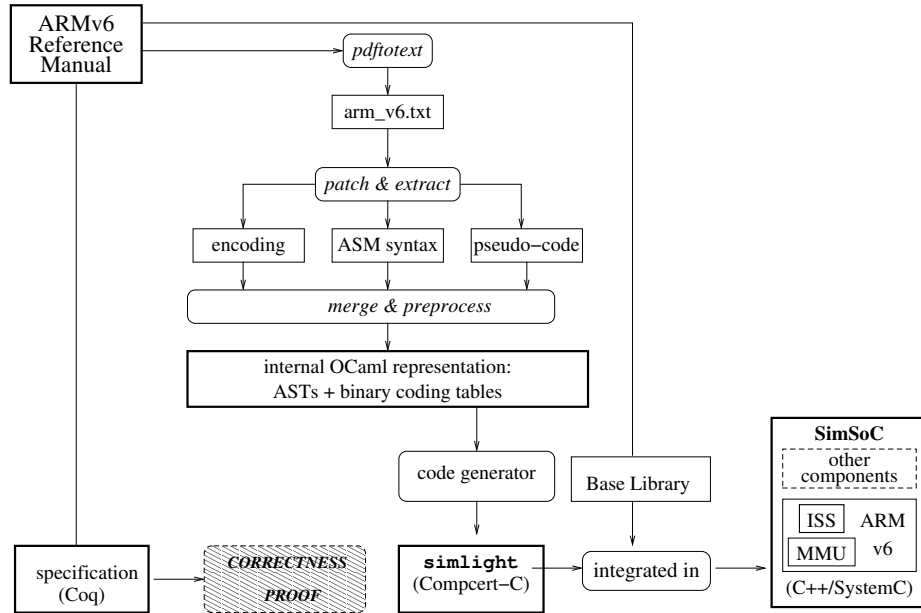 ARMv6
Reference
Manual
pdftotext
arm_v6.txt
patch & extract
encoding
ASM syntax
pseudo−code
merge & preprocess
internal OCaml representation:
ASTs + binary coding tables
code generator
Base Library
SimSoC
other
components
ISS
ARM
MMU
v6
(C++/SystemC)
specification
(Coq)
CORRECTNESS
PROOF
simlight
(Compcert-C)
integrated in